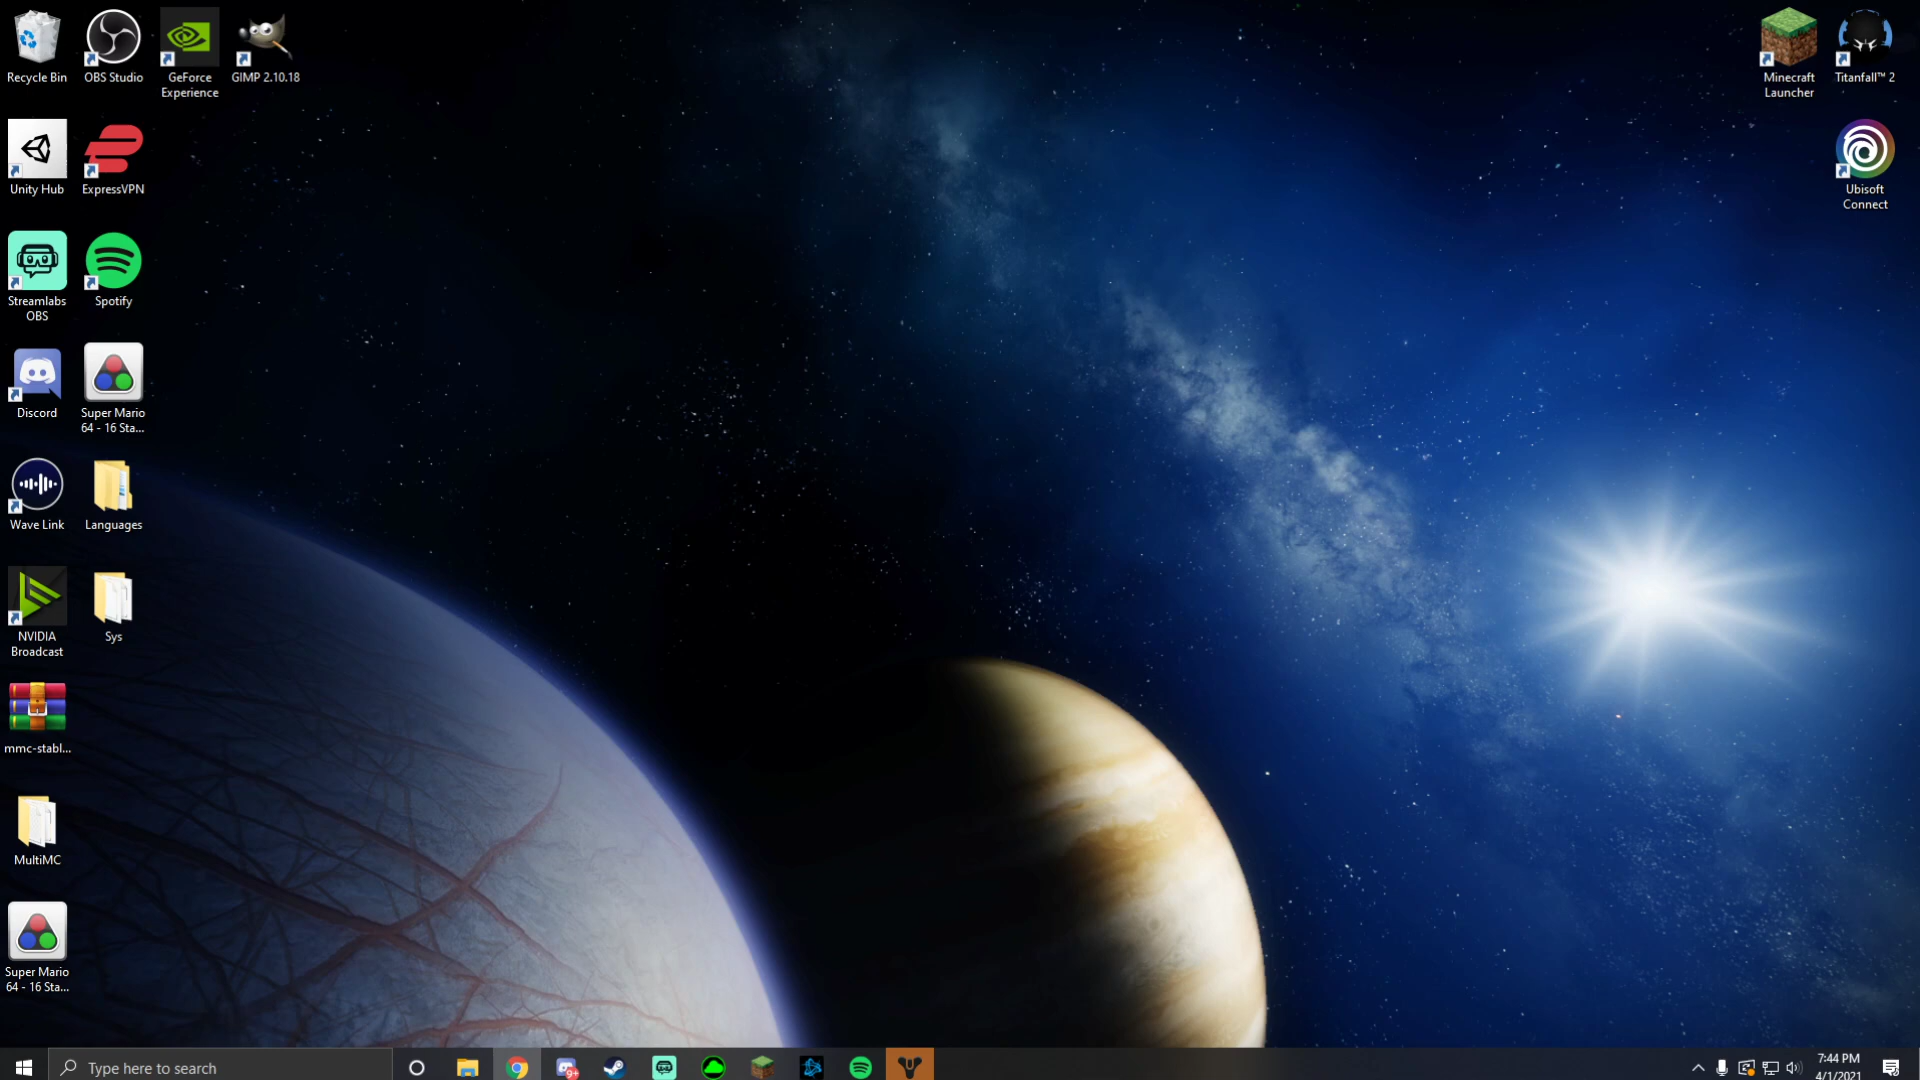 Recycle Bin
OBS Studio
GeForce
Experience
GIMP 2.10.18
Unity Hub
ExpressVPN
Streamlabs
OBS
Spotify
Discord
Super Mario
64 - 16 Sta...
Wave Link
Languages
NVIDIA
Broadcast
Sys
mmc-stabl...
MultiMC
Super Mario
64 - 16 Sta...
Minecraft
Launcher
Titanfall™ 2
Ubisoft
Connect
Type here to search
9+
7:44 PM
4/1/2021